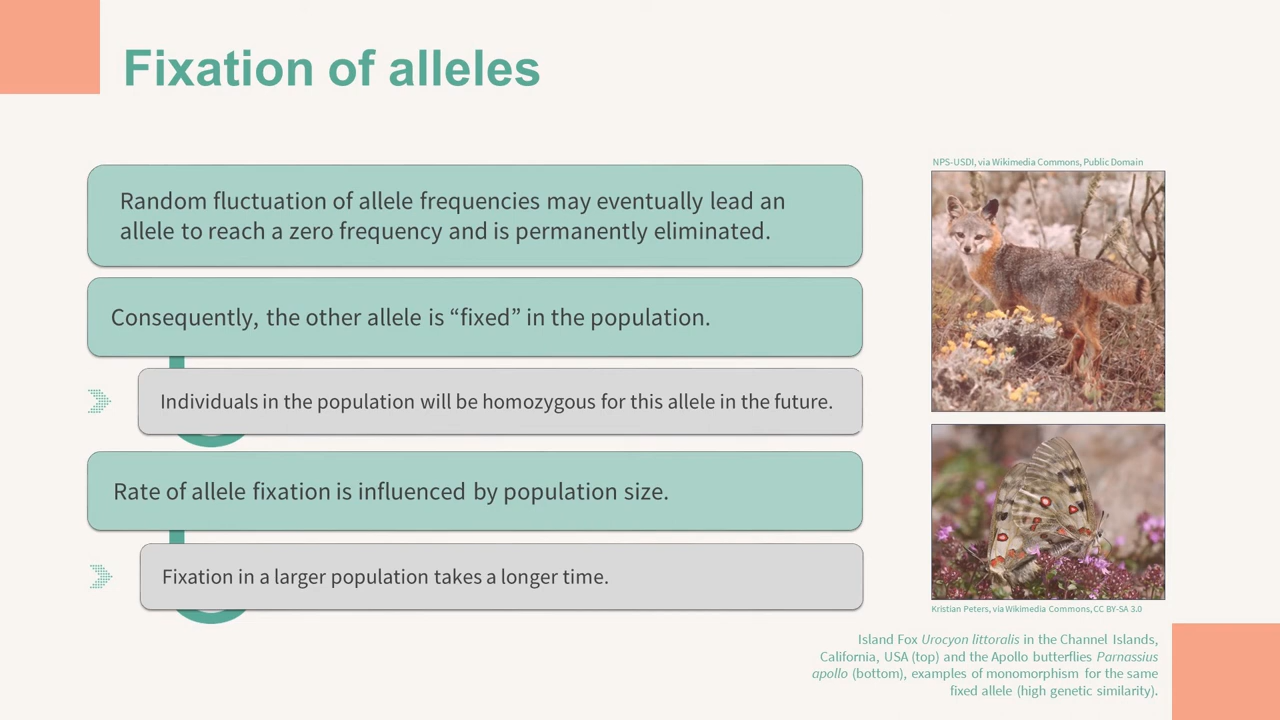 Fixation of alleles
Random fluctuation of allele frequencies may eventually lead an
allele to reach a zero frequency and is permanently eliminated.
Consequently, the other allele is “fixed” in the population.
Individuals in the population will be homozygous for this allele in the future.
Rate of allele fixation is influenced by population size.
Fixation in a larger population takes a longer time.
NPS-USDI, via Wikimedia Commons, Public Domain
Kristian Peters, via Wikimedia Commons, CC BY-SA 3.0
Island Fox Urocyon littoralis in the Channel Islands,
California, USA (top) and the Apollo butterflies Parnassius
apollo (bottom), examples of monomorphism for the same
fixed allele (high genetic similarity).